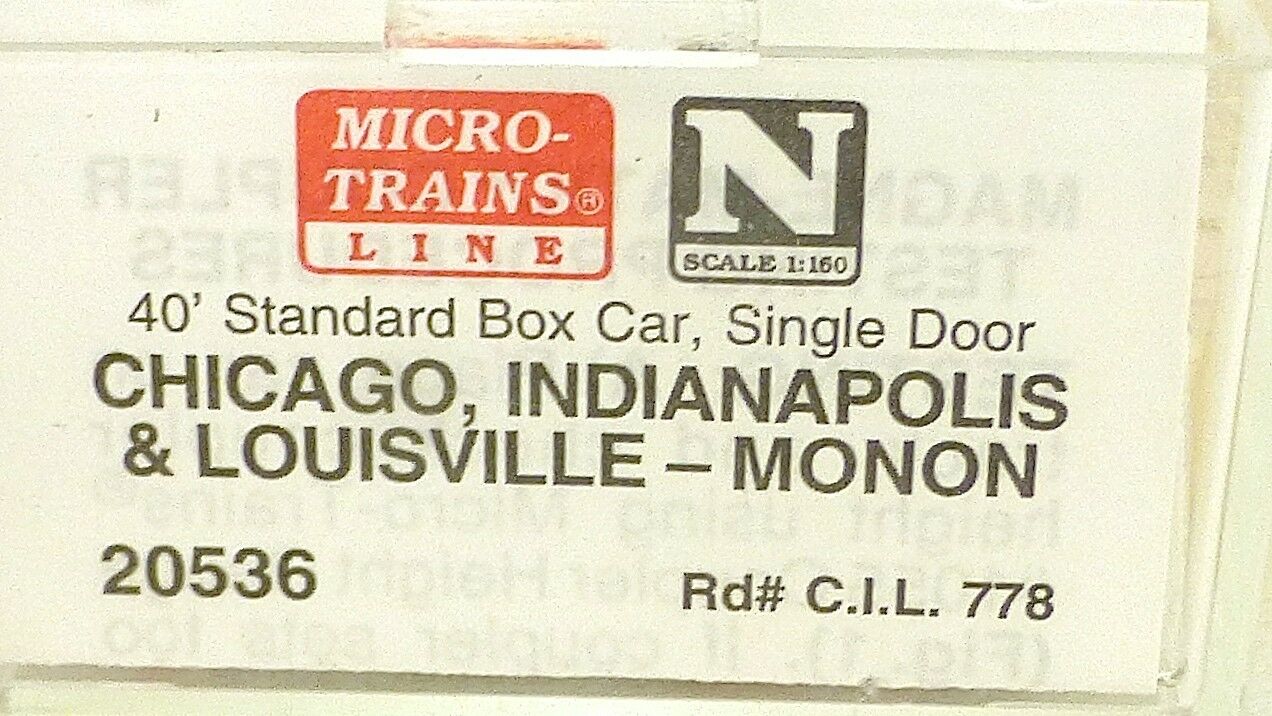 MICRO-
TRAINS®
LINE
N
SCALE 1:160
40' Standard Box Car, Single Door
CHICAGO, INDIANAPOLIS
& LOUISVILLE – MONON
20536
Rd# C.I.L. 778